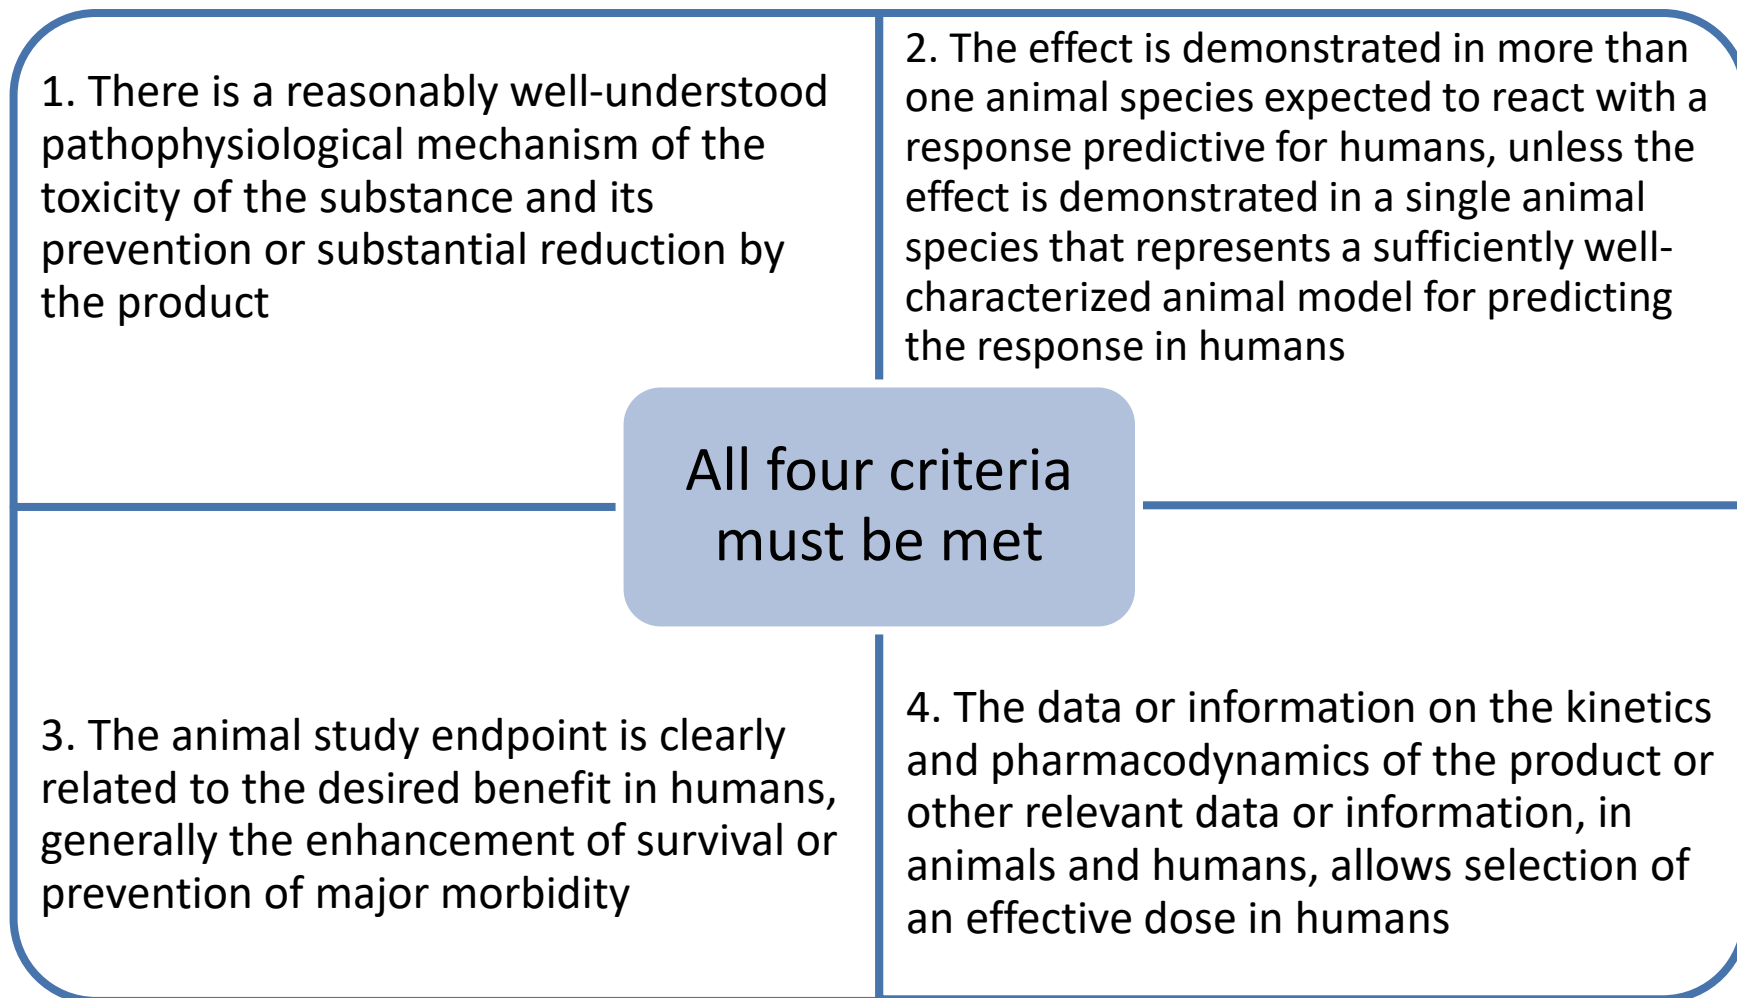 1. There is a reasonably well-understood
pathophysiological mechanism of the
toxicity of the substance and its
prevention or substantial reduction by
the product
2. The effect is demonstrated in more than
one animal species expected to react with a
response predictive for humans, unless the
effect is demonstrated in a single animal
species that represents a sufficiently well-
characterized animal model for predicting
the response in humans
All four criteria
must be met
3. The animal study endpoint is clearly
related to the desired benefit in humans,
generally the enhancement of survival or
prevention of major morbidity
4. The data or information on the kinetics
and pharmacodynamics of the product or
other relevant data or information, in
animals and humans, allows selection of
an effective dose in humans